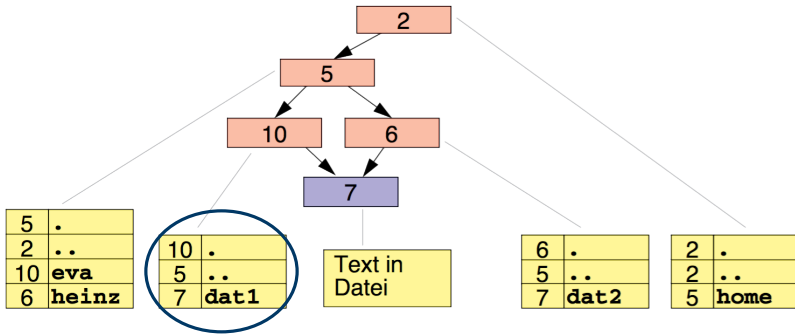 2
5
10 6
7
5 .
2 ..
10 eva
6 heinz
10 .
5 ..
7 dat1
Text in
Datei
6 .
5 ..
7 dat2
2 .
2 ..
5 home